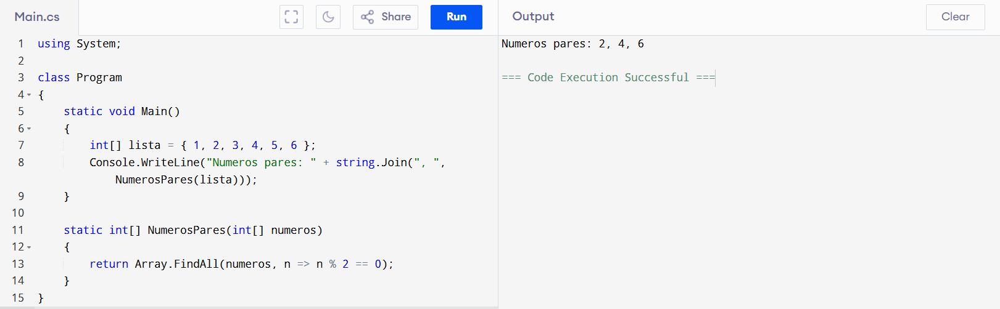 Main.cs
Share
Run
Output
Clear
1 using System;
2
3 class Program
4 {
5     static void Main()
6     {
7         int[] lista = { 1, 2, 3, 4, 5, 6 };
8         Console.WriteLine("Numeros pares: " + string.Join(", ",
            NumerosPares(lista)));
9     }
10
11     static int[] NumerosPares(int[] numeros)
12     {
13         return Array.FindAll(numeros, n => n % 2 == 0);
14     }
15 }
Numeros pares: 2, 4, 6
=== Code Execution Successful ===